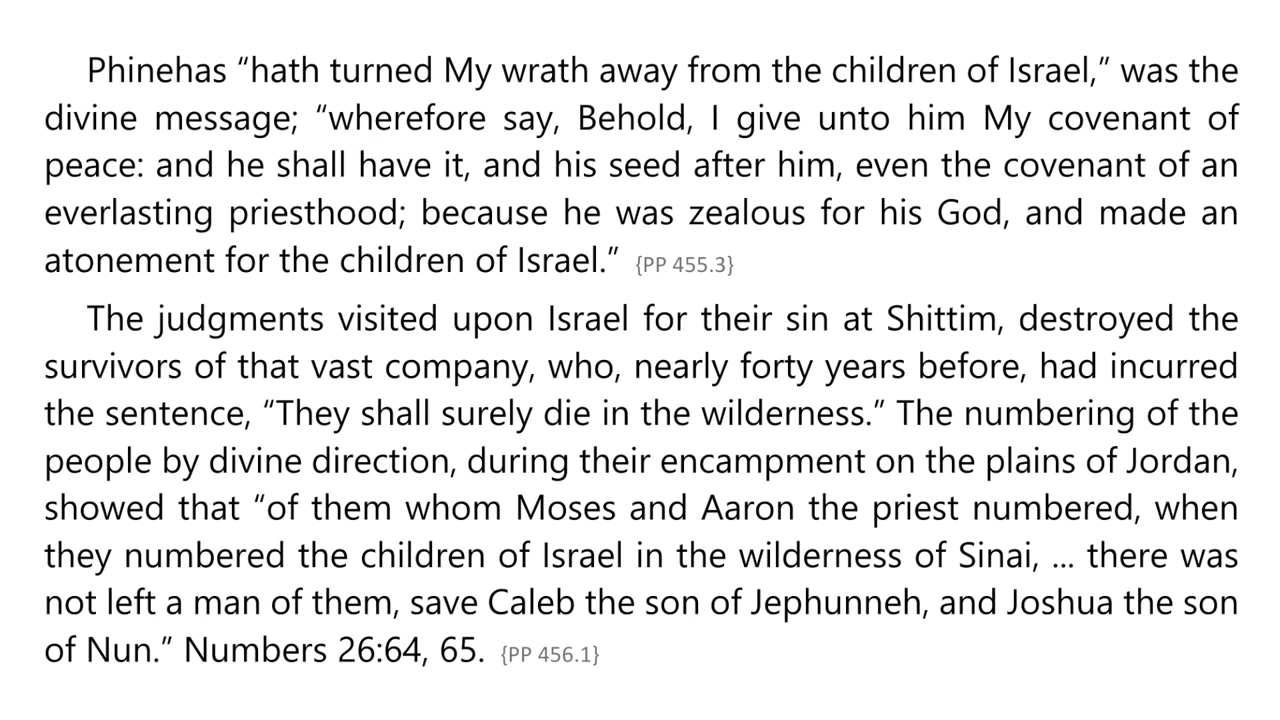 Phinehas “hath turned My wrath away from the children of Israel,” was the
divine message; “wherefore say, Behold, I give unto him My covenant of
peace: and he shall have it, and his seed after him, even the covenant of an
everlasting priesthood; because he was zealous for his God, and made an
atonement for the children of Israel.” {PP 455.3}
The judgments visited upon Israel for their sin at Shittim, destroyed the
survivors of that vast company, who, nearly forty years before, had incurred
the sentence, “They shall surely die in the wilderness.” The numbering of the
people by divine direction, during their encampment on the plains of Jordan,
showed that “of them whom Moses and Aaron the priest numbered, when
they numbered the children of Israel in the wilderness of Sinai, ... there was
not left a man of them, save Caleb the son of Jephunneh, and Joshua the son
of Nun.” Numbers 26:64, 65. {PP 456.1}